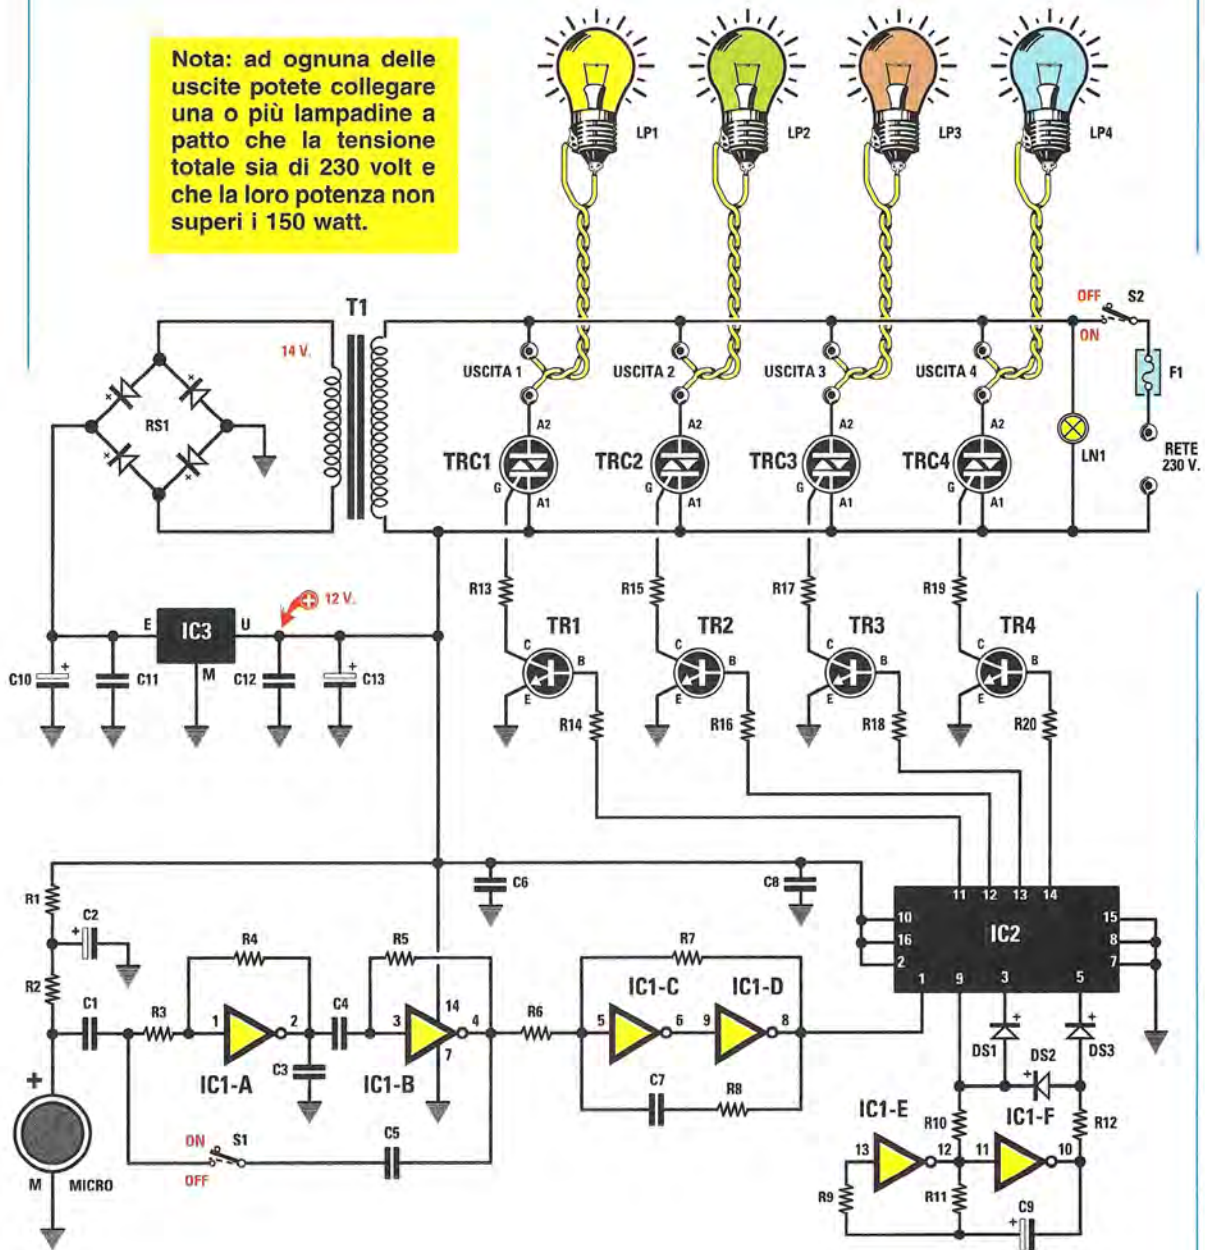 Nota: ad ognuna delle
uscite potete collegare
una o più lampadine a
patto che la tensione
totale sia di 230 volt e
che la loro potenza non
superi i 150 watt.
LP1
LP2
LP3
LP4
T1
14 V.
RS1
OFF
S2
ON
F1
USCITA 1
USCITA 2
USCITA 3
USCITA 4
LN1
RETE
230 V.
A2
A2
A2
A2
TRC1
TRC2
TRC3
TRC4
G
G
G
G
A1
A1
A1
A1
R13
R15
R17
R19
12 V.
E
IC3
U
M
C10
+
C11
C12
+
C13
TR1
TR2
TR3
TR4
C
B
E
C
B
E
C
B
E
C
B
E
R14
R16
R18
R20
R1
C2
+
R2
C1
R3
R4
1
2
IC1-A
C3
C4
R5
3
14
4
7
IC1-B
C6
C8
R6
R7
IC1-C
IC1-D
5
6
9
8
C7
R8
11
12
13
14
10
16
2
IC2
15
8
7
1
9
3
5
+
DS1
DS2
+
+
DS3
IC1-E
R10
IC1-F
R12
13
12
11
10
R9
R11
+
C9
+
M
MICRO
ON
S1
OFF
C5